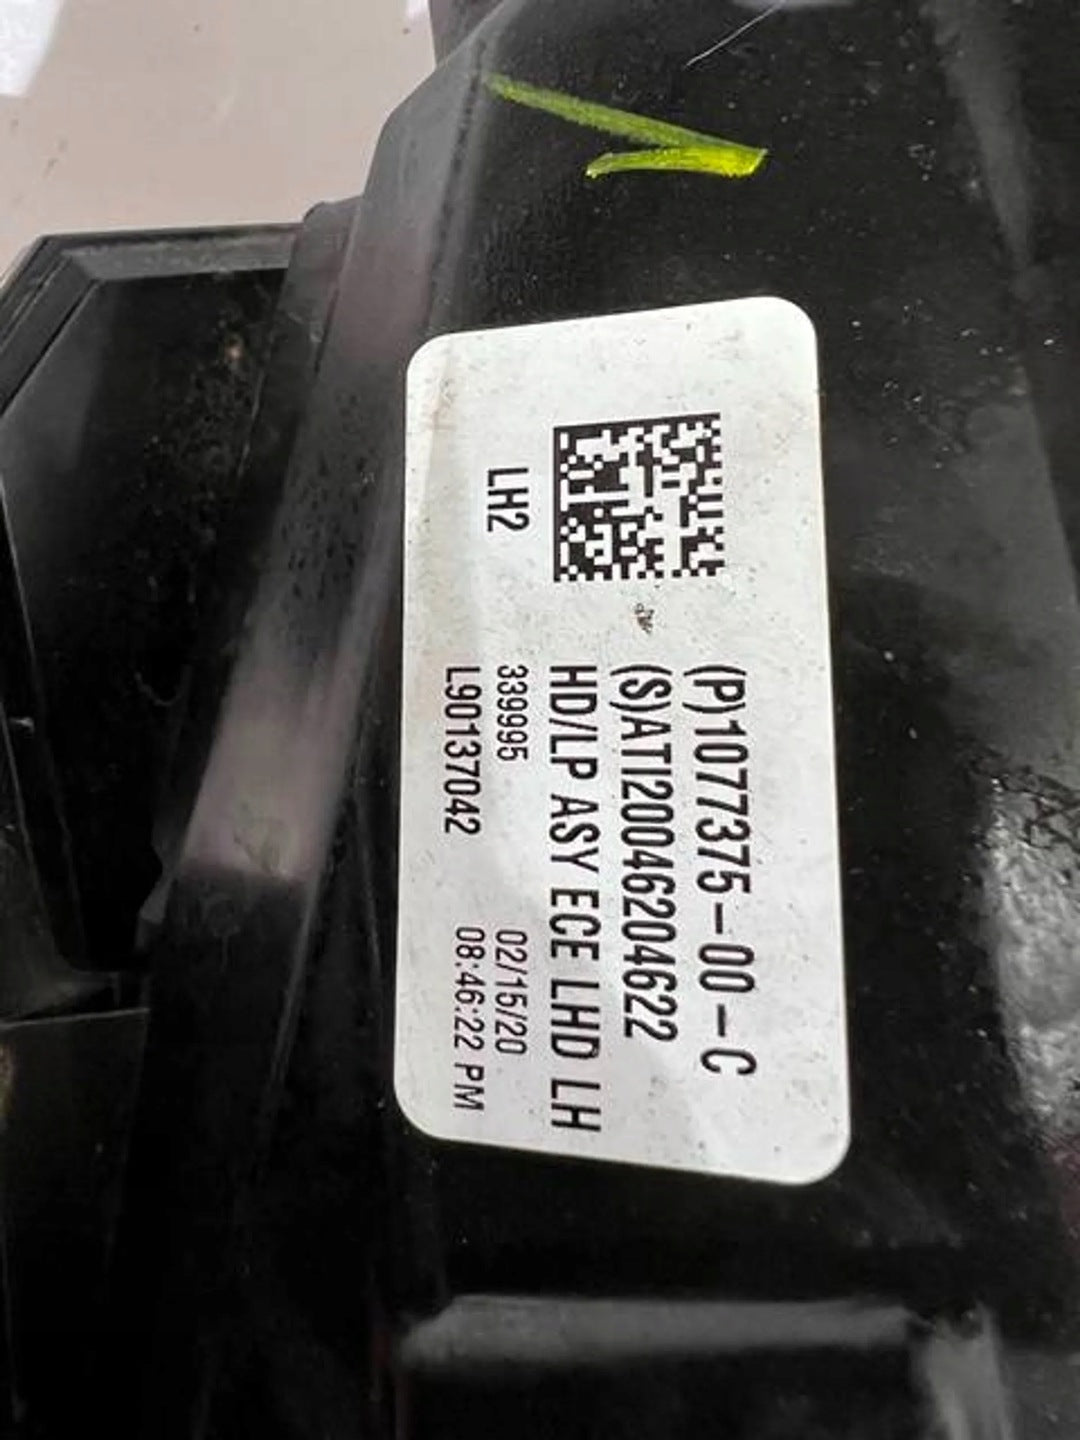 (P)1077375-00-C
(S)ATI20046204622
HD/LP ASY ECE LHD LH
339995 02/15/20
L90137042 08:46:22 PM
LH2